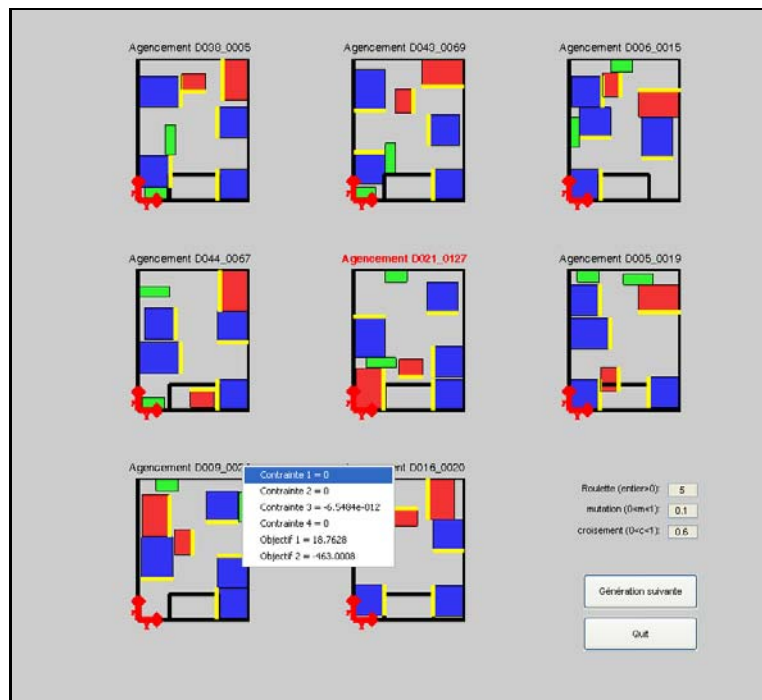 Agencement D038_0005 Agencement D043_0069 Agencement D006_0015
Agencement D044_0067 Agencement D021_0127 Agencement D005_0019
Agencement D009_002 D016_0020
Contrainte 1 = 0
Contrainte 2 = 0
Contrainte 3 = -6.5484e-012
Contrainte 4 = 0
Objectif 1 = 18.7628
Objectif 2 = -463.0008
Roulette (entier>0): 5
mutation (0<m<1): 0.1
croisement (0<c<1): 0.6
Génération suivante
Quit